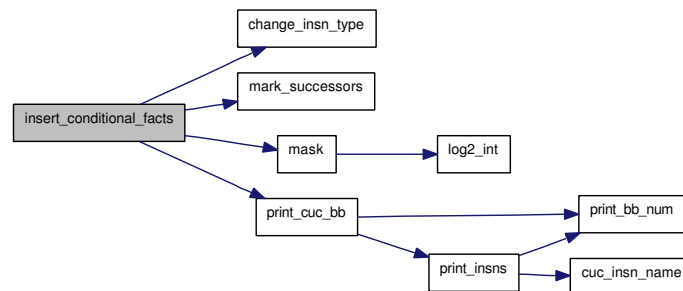 change_insn_type
mark_successors
insert_conditional_facts
mask
log2_int
print_cuc_bb
print_bb_num
print_insns
cuc_insn_name